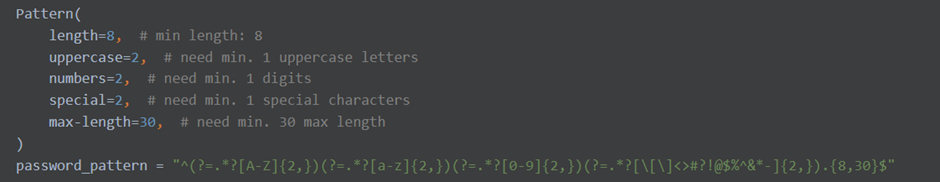 Pattern(
    length=8,  # min length: 8
    uppercase=2,  # need min. 1 uppercase letters
    numbers=2,  # need min. 1 digits
    special=2,  # need min. 1 special characters
    max-length=30,  # need min. 30 max length
)
password_pattern = "^(?=.*?[A-Z]{2,})(?=.*?[a-z]{2,})(?=.*?[0-9]{2,})(?=.*?[\[\]<>#?!@$%^&*-]{2,}).{8,30}$"